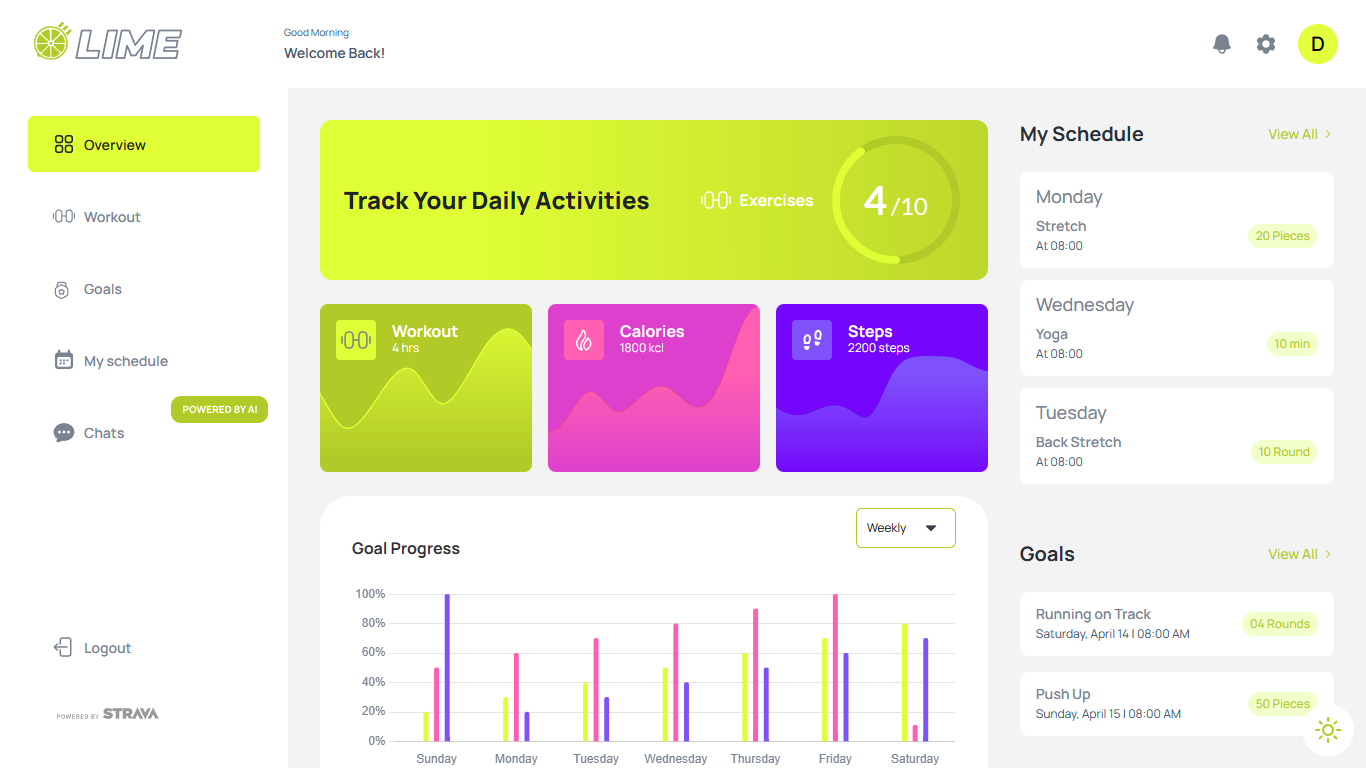 LIME
Good Morning
Welcome Back!
D
Overview
Workout
Goals
My schedule
POWERED BY AI
Chats
Logout
POWERED BY STRAVA
Track Your Daily Activities
Exercises
4/10
Workout
4 hrs
Calories
1800 kcl
Steps
2200 steps
Goal Progress
Weekly
100%
80%
60%
40%
20%
0%
Sunday Monday Tuesday Wednesday Thursday Friday Saturday
My Schedule
View All
Monday
Stretch
At 08:00
20 Pieces
Wednesday
Yoga
At 08:00
10 min
Tuesday
Back Stretch
At 08:00
10 Round
Goals
View All
Running on Track
Saturday, April 14 | 08:00 AM
04 Rounds
Push Up
Sunday, April 15 | 08:00 AM
50 Pieces